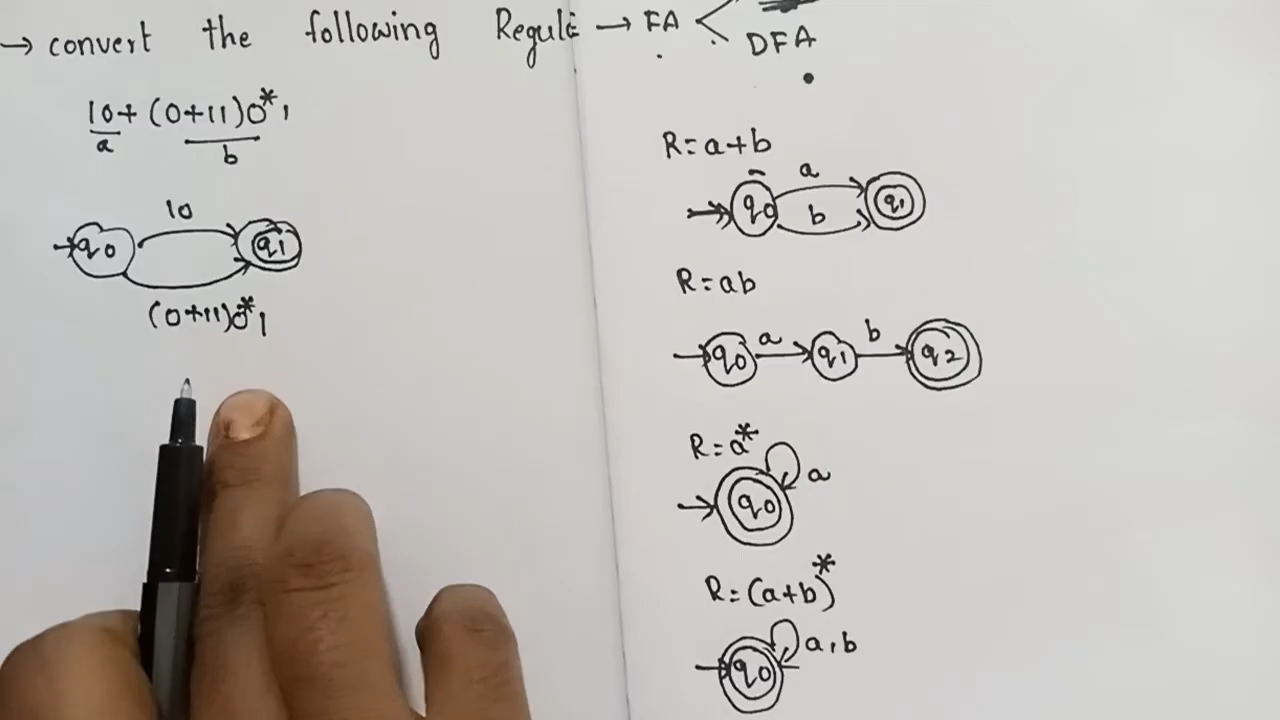 → convert the following Regule → FA
DFA
10+ (0+11)0*1
a
b
10
q0
q1
(0+11)0*1
R=a+b
a
q0
q1
b
R=ab
q0 a q1 b q2
R=a*
a
q0
R=(a+b)*
a,b
q0